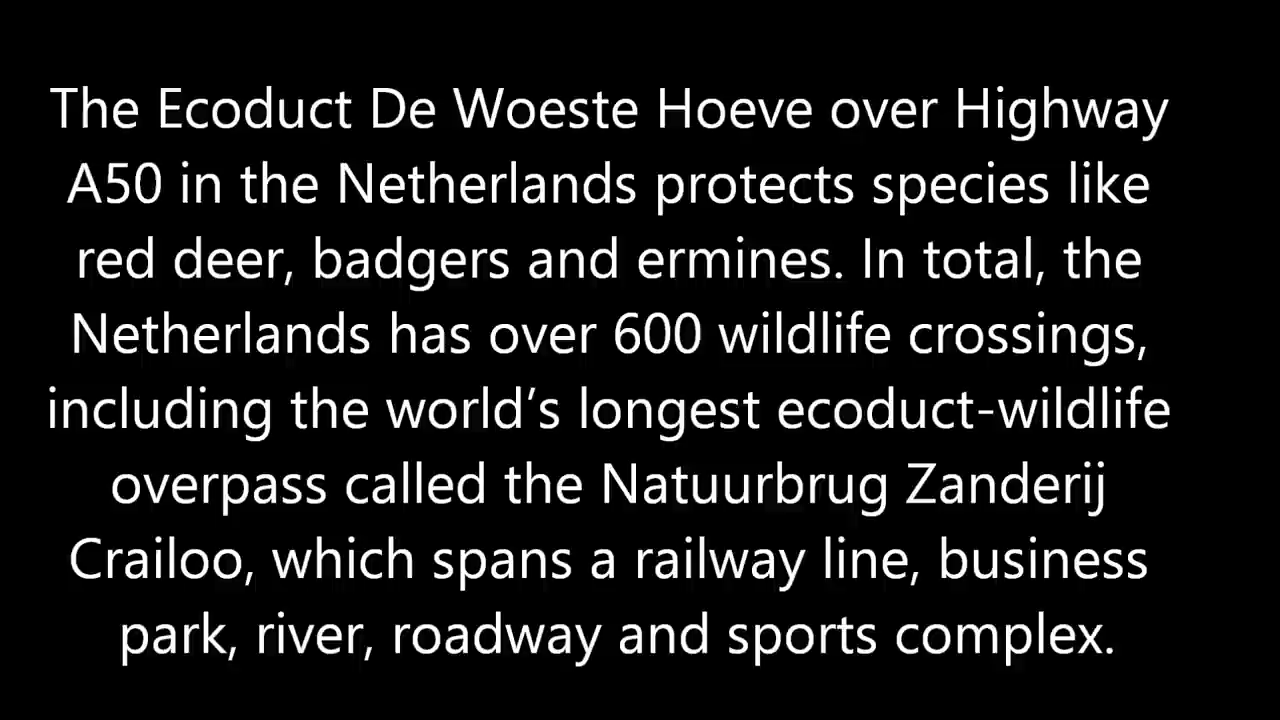 The Ecoduct De Woeste Hoeve over Highway
A50 in the Netherlands protects species like
red deer, badgers and ermines. In total, the
Netherlands has over 600 wildlife crossings,
including the world’s longest ecoduct-wildlife
overpass called the Natuurbrug Zanderij
Crailoo, which spans a railway line, business
park, river, roadway and sports complex.